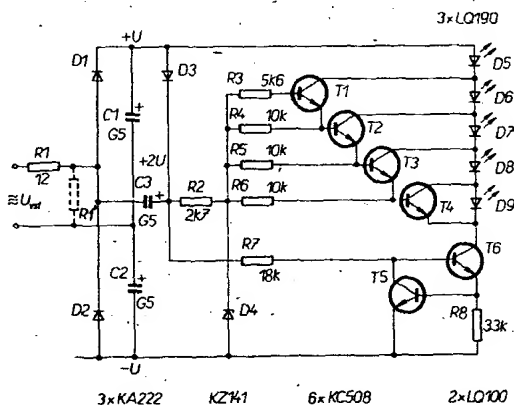 3×LQ190
+U
D1
D3
D5
R3
5k6
T1
D6
C1
+
R4
10k
G5
T2
D7
R5
10k
+2U
T3
D8
R1
C3
R2
R6
12
+
10k
T4
D9
≋Uvst
R1
G5
2k7
R7
T6
C2
+
18k
T5
G5
D2
D4
R8
33k
-U
3×KA222
KZ141
6×KC508
2×LQ100